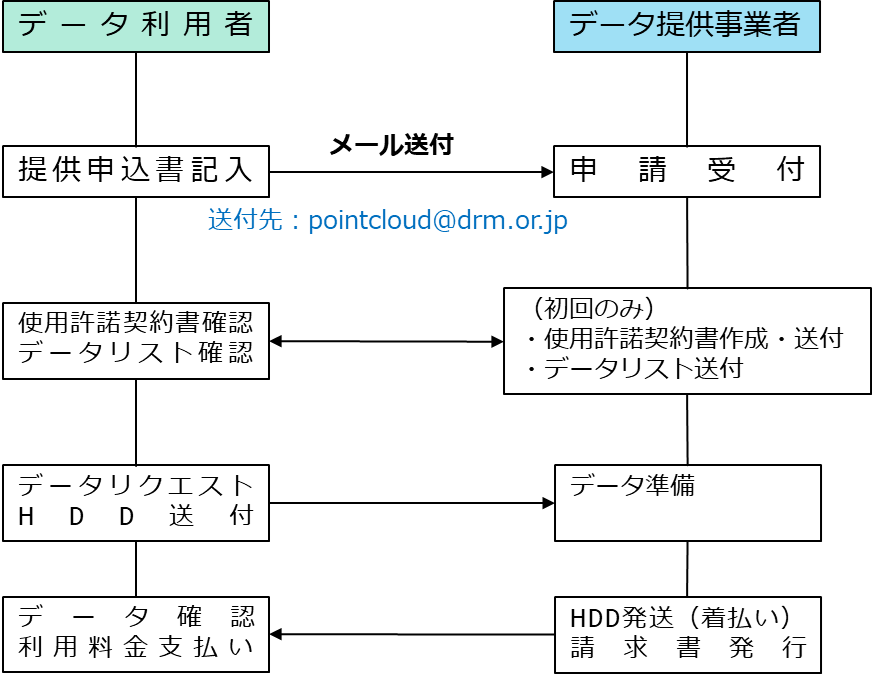 データ利用者
データ提供事業者
メール送付
提供申込書記入
申請受付
送付先：pointcloud@drm.or.jp
使用許諾契約書確認
データリスト確認
（初回のみ）
・使用許諾契約書作成・送付
・データリスト送付
データリクエスト
HDD送付
データ準備
データ確認
利用料金支払い
HDD発送（着払い）
請求書発行